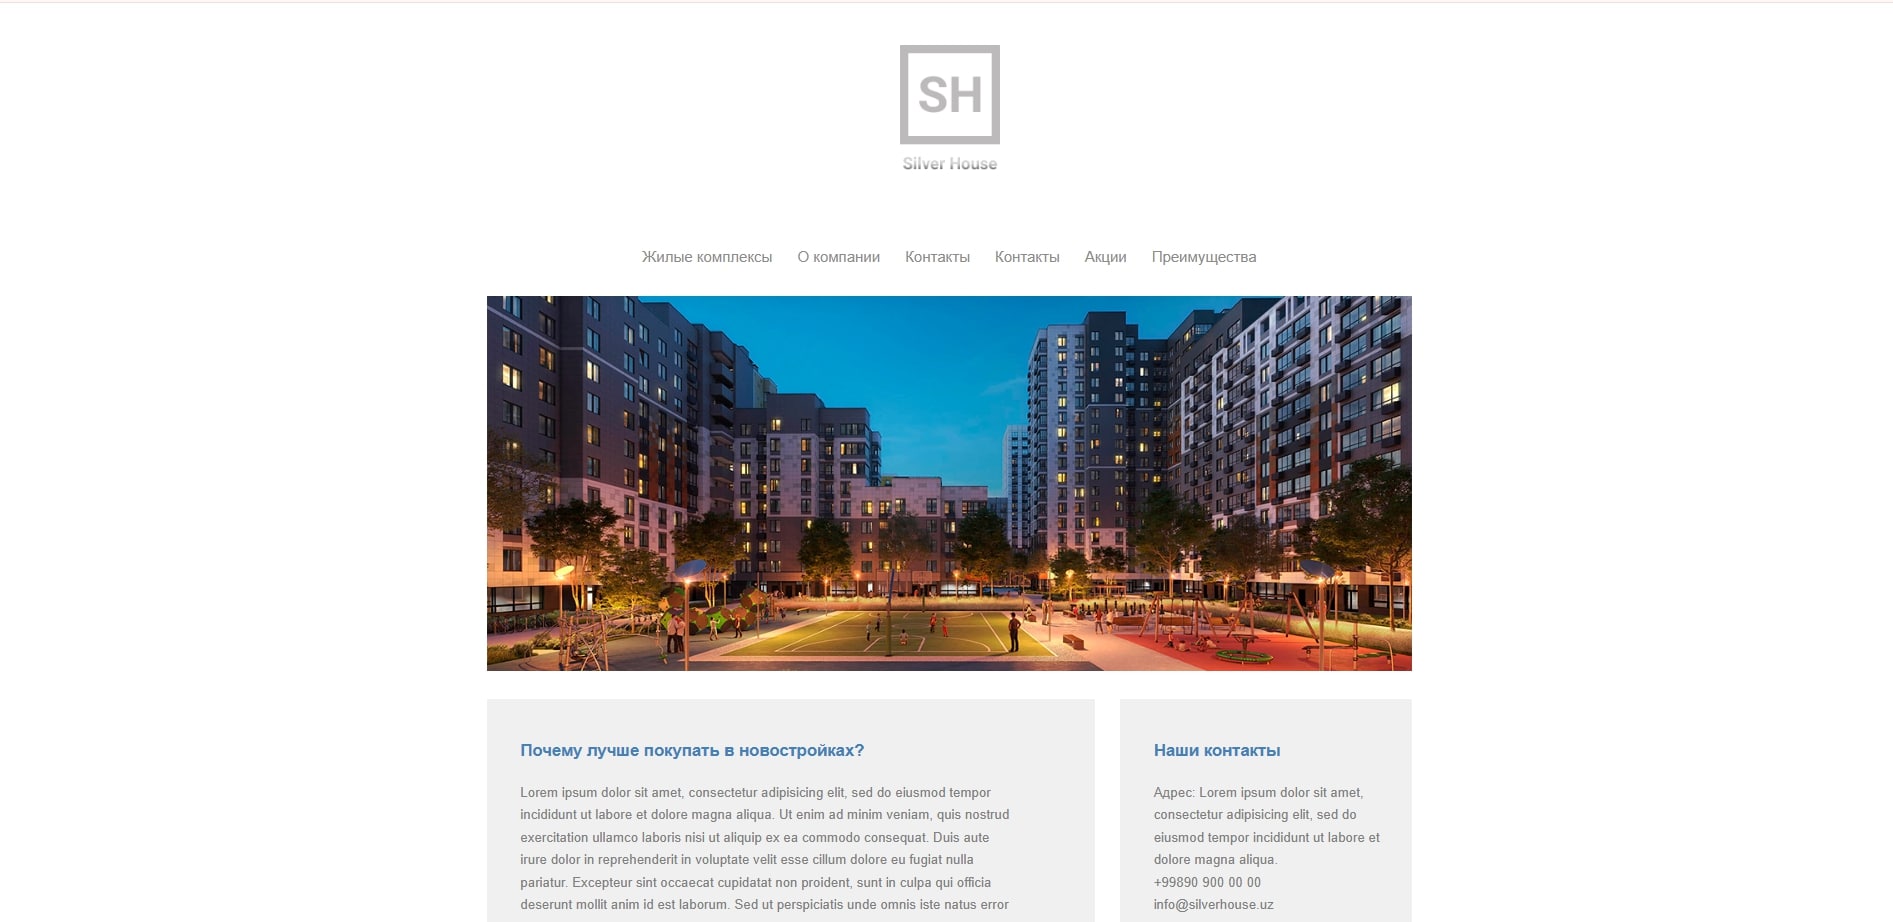 SH
Silver House
Жилые комплексы О компании Контакты Контакты Акции Преимущества
Почему лучше покупать в новостройках?
Lorem ipsum dolor sit amet, consectetur adipisicing elit, sed do eiusmod tempor
incididunt ut labore et dolore magna aliqua. Ut enim ad minim veniam, quis nostrud
exercitation ullamco laboris nisi ut aliquip ex ea commodo consequat. Duis aute
irure dolor in reprehenderit in voluptate velit esse cillum dolore eu fugiat nulla
pariatur. Excepteur sint occaecat cupidatat non proident, sunt in culpa qui officia
deserunt mollit anim id est laborum. Sed ut perspiciatis unde omnis iste natus error
Наши контакты
Адрес: Lorem ipsum dolor sit amet,
consectetur adipisicing elit, sed do
eiusmod tempor incididunt ut labore et
dolore magna aliqua.
+99890 900 00 00
info@silverhouse.uz